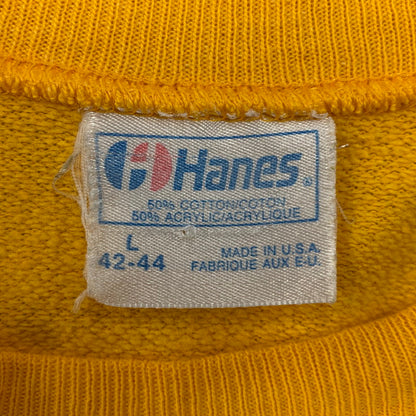 Hanes®
50% COTTON/COTON
50% ACRYLIC/ACRYLIQUE
L
42-44
MADE IN U.S.A.
FABRIQUE AUX E-U.